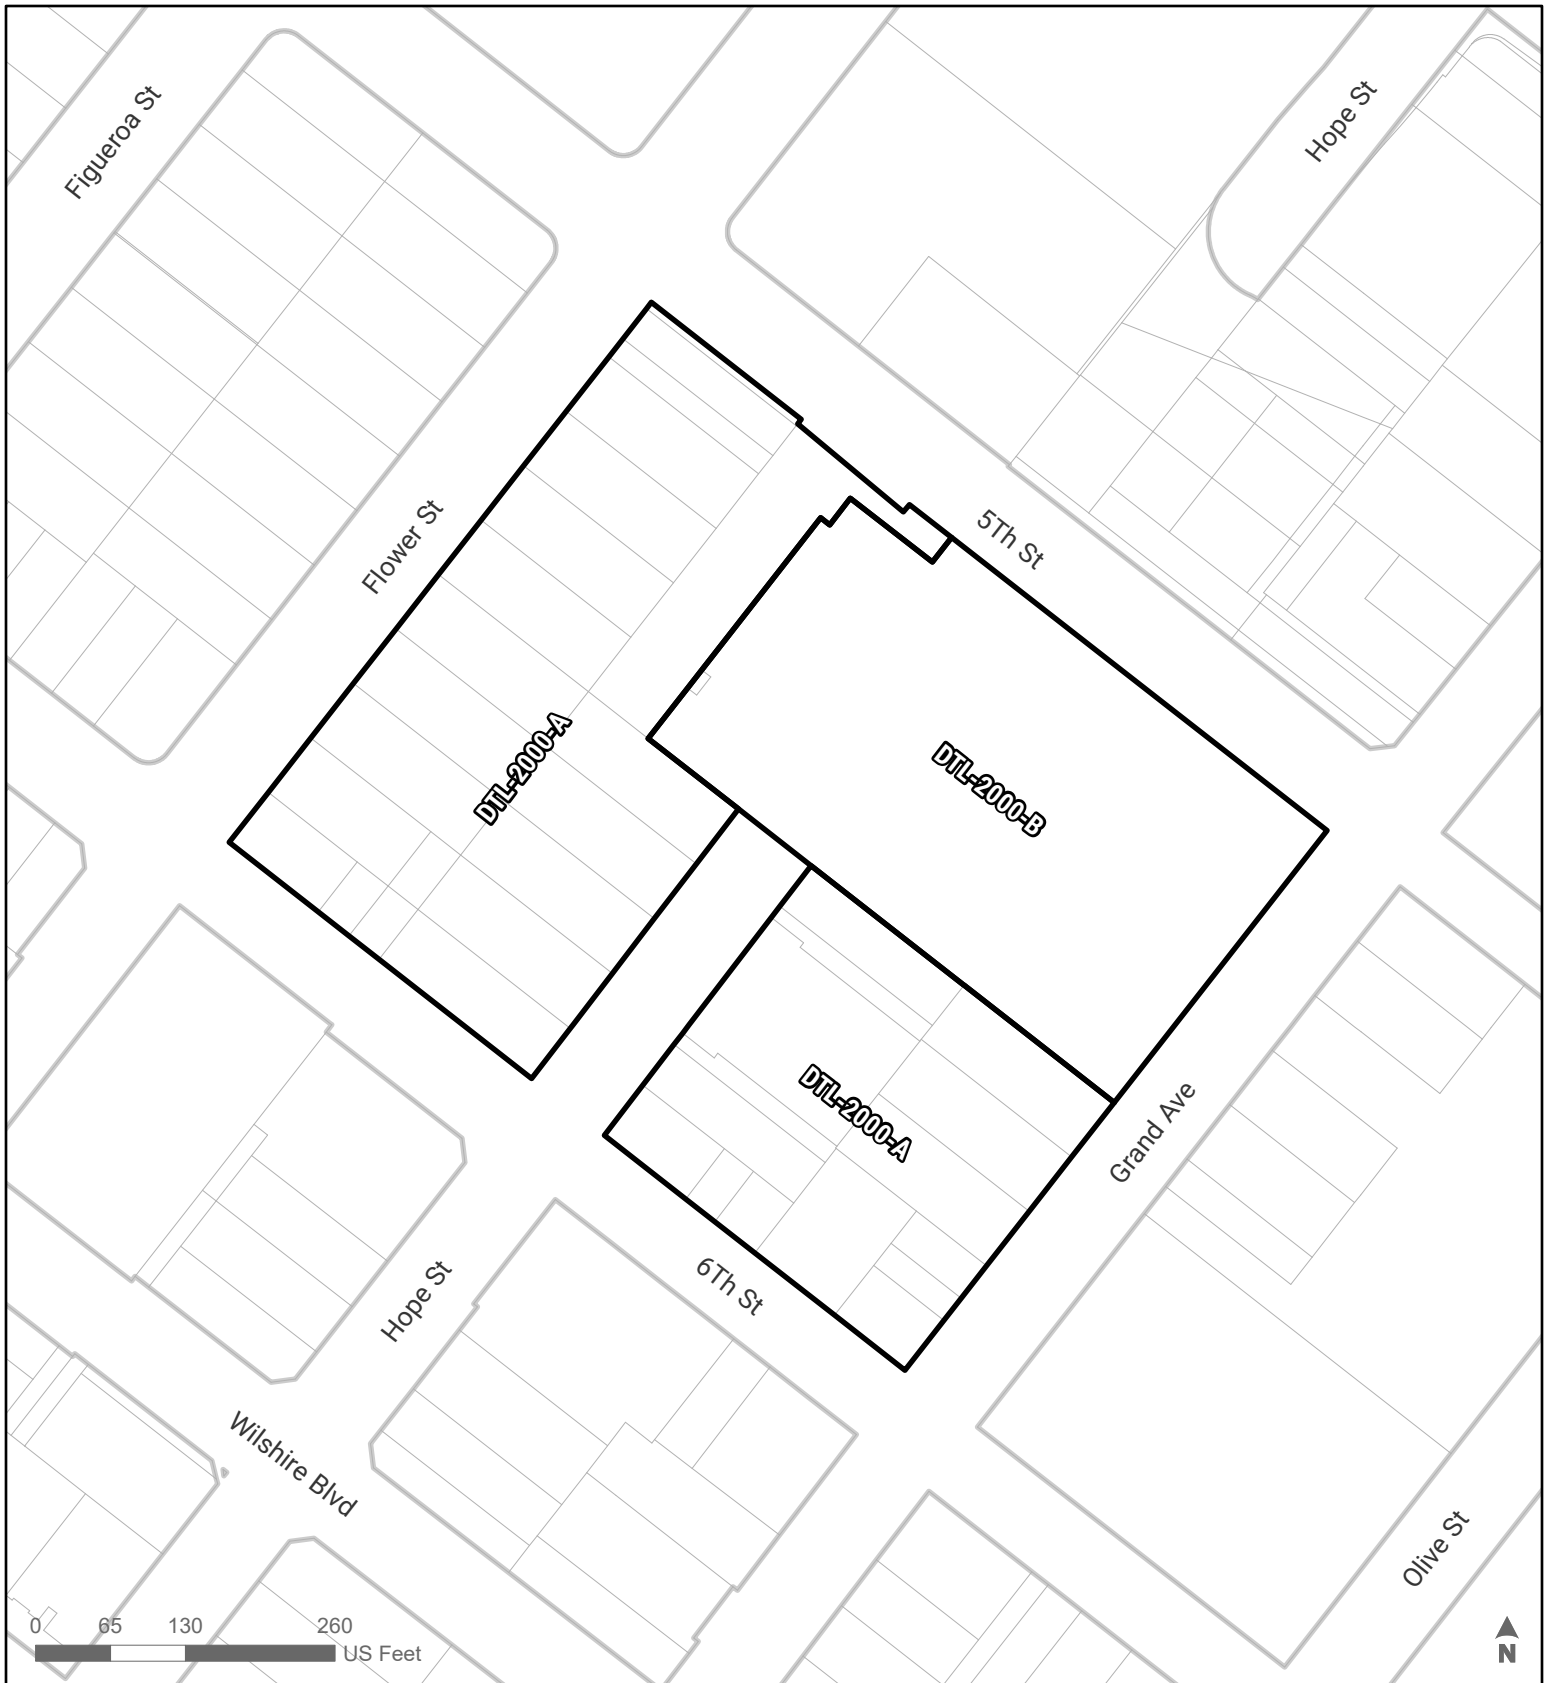 Figueroa St
Hope St
Flower St
5Th St
DTL-2000-A
DTL-2000-B
DTL-2000-A
Grand Ave
6Th St
Hope St
Wilshire Blvd
Olive St
0 65 130 260
US Feet
N